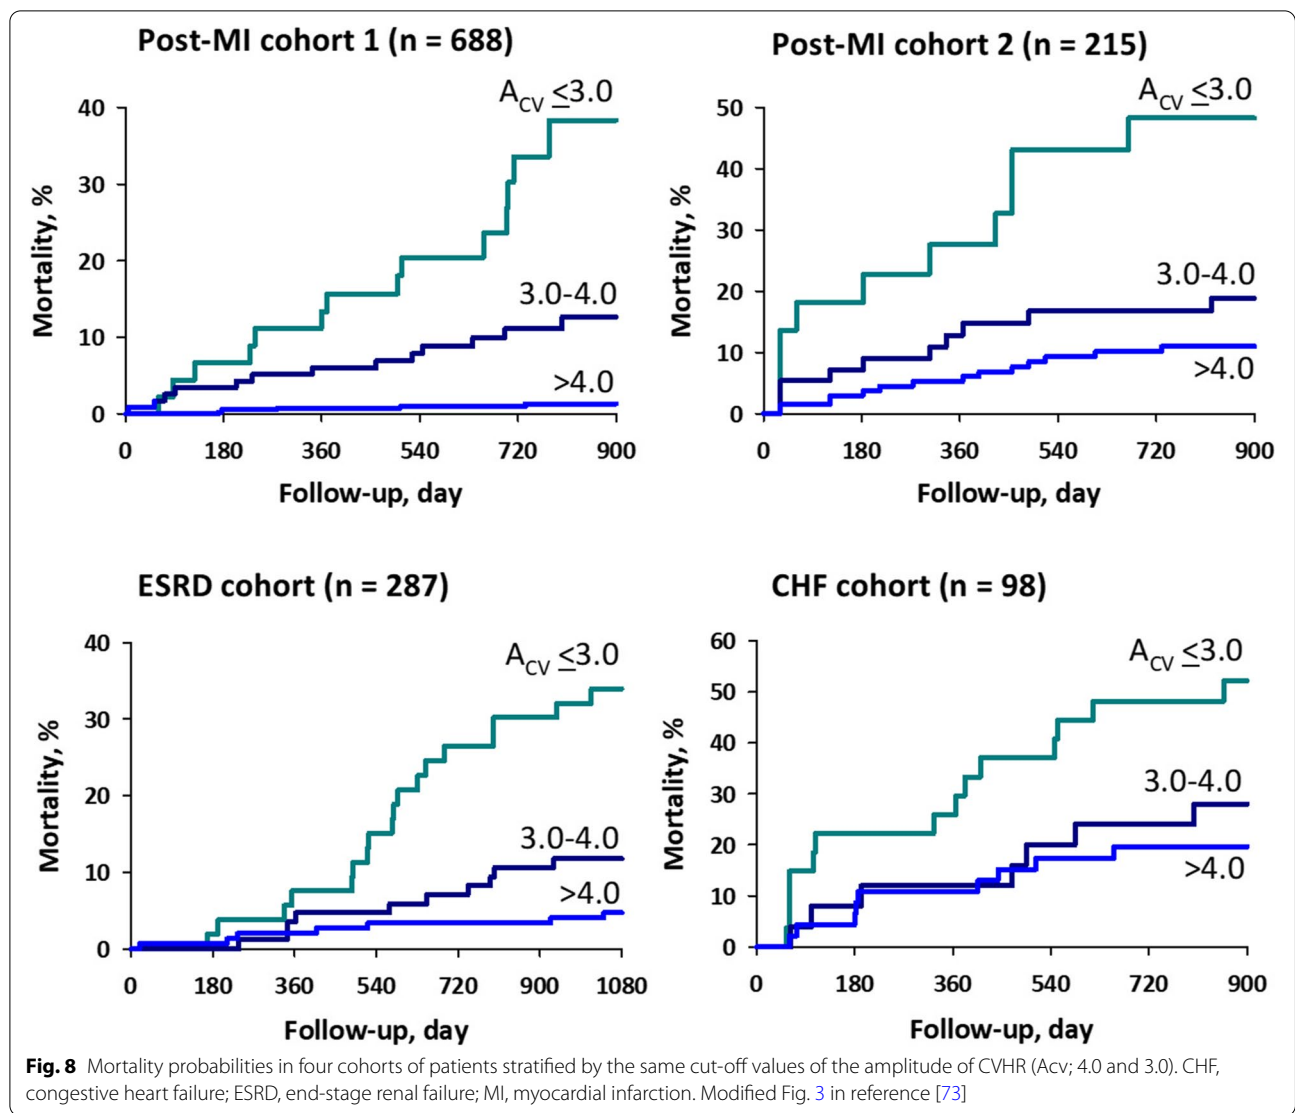 Post-MI cohort 1 (n = 688)
Mortality, %
40
30
20
10
0
A_CV ≤3.0
3.0-4.0
>4.0
0 180 360 540 720 900
Follow-up, day
Post-MI cohort 2 (n = 215)
Mortality, %
50
40
30
20
10
0
A_CV ≤3.0
3.0-4.0
>4.0
0 180 360 540 720 900
Follow-up, day
ESRD cohort (n = 287)
Mortality, %
40
30
20
10
0
A_CV ≤3.0
3.0-4.0
>4.0
0 180 360 540 720 900 1080
Follow-up, day
CHF cohort (n = 98)
Mortality, %
60
50
40
30
20
10
0
A_CV ≤3.0
3.0-4.0
>4.0
0 180 360 540 720 900
Follow-up, day
Fig. 8 Mortality probabilities in four cohorts of patients stratified by the same cut-off values of the amplitude of CVHR (Acv; 4.0 and 3.0). CHF,
congestive heart failure; ESRD, end-stage renal failure; MI, myocardial infarction. Modified Fig. 3 in reference [73]